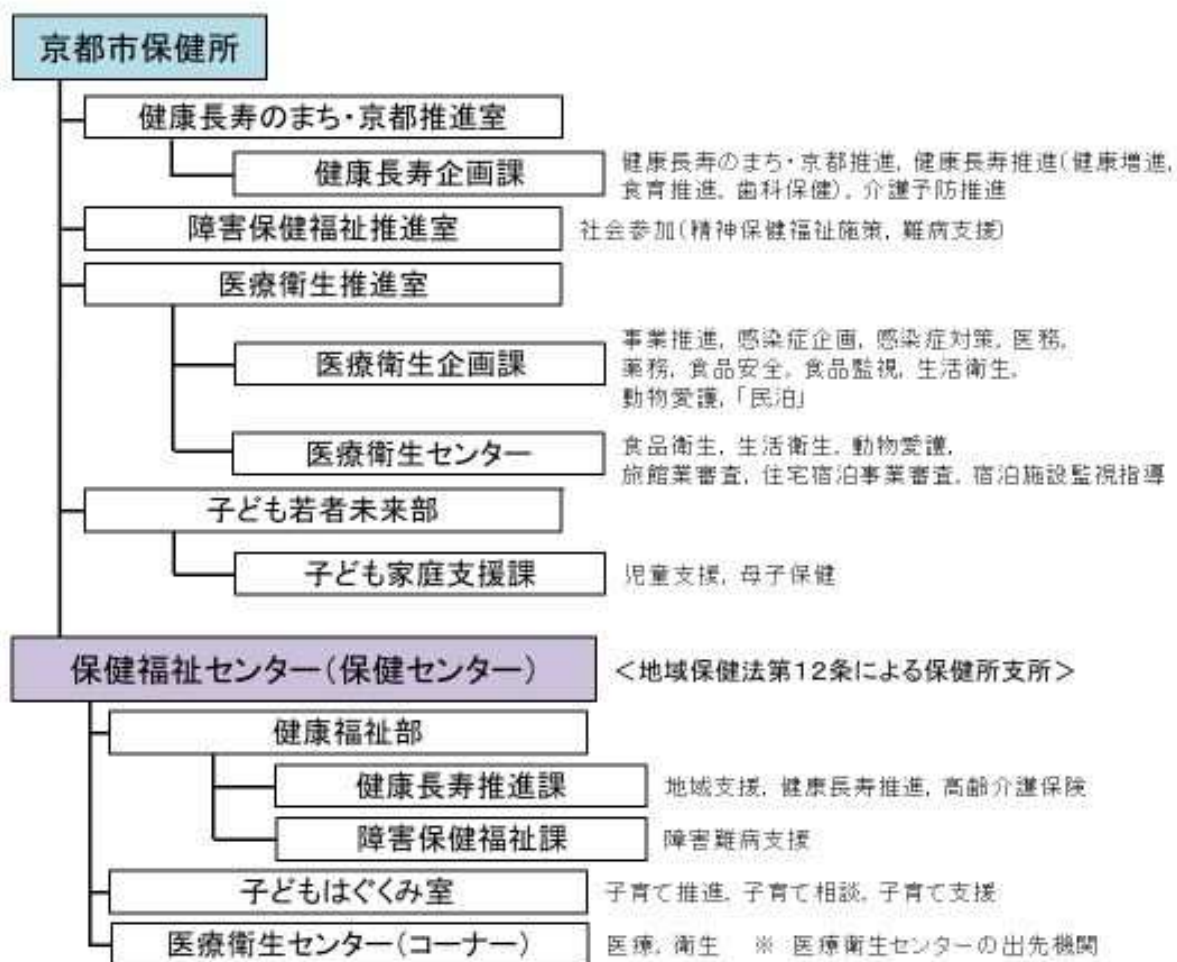 京都市保健所
健康長寿のまち・京都推進室
健康長寿企画課
健康長寿のまち・京都推進, 健康長寿推進(健康増進,
食育推進, 歯科保健), 介護予防推進
障害保健福祉推進室
社会参加(精神保健福祉施策, 難病支援)
医療衛生推進室
医療衛生企画課
事業推進, 感染症企画, 感染症対策, 医務,
薬務, 食品安全, 食品監視, 生活衛生,
動物愛護, 「民泊」
医療衛生センター
食品衛生, 生活衛生, 動物愛護,
旅館業審査, 住宅宿泊事業審査, 宿泊施設監視指導
子ども若者未来部
子ども家庭支援課
児童支援, 母子保健
保健福祉センター(保健センター)
<地域保健法第12条による保健所支所>
健康福祉部
健康長寿推進課
地域支援, 健康長寿推進, 高齢介護保険
障害保健福祉課
障害難病支援
子どもはぐくみ室
子育て推進, 子育て相談, 子育て支援
医療衛生センター(コーナー)
医療, 衛生 ※ 医療衛生センターの出先機関